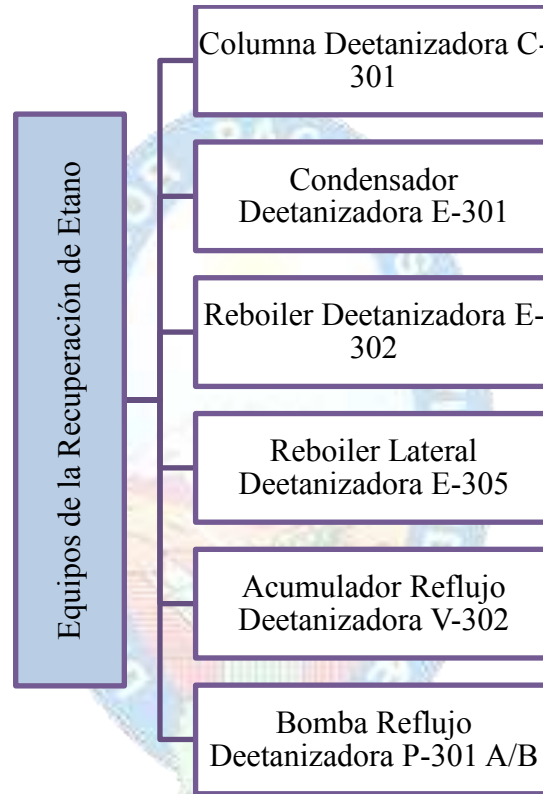 Equipos de la Recuperación de Etano
Columna Deetanizadora C-
301
Condensador
Deetanizadora E-301
Reboiler Deetanizadora E-
302
Reboiler Lateral
Deetanizadora E-305
Acumulador Reflujo
Deetanizadora V-302
Bomba Reflujo
Deetanizadora P-301 A/B